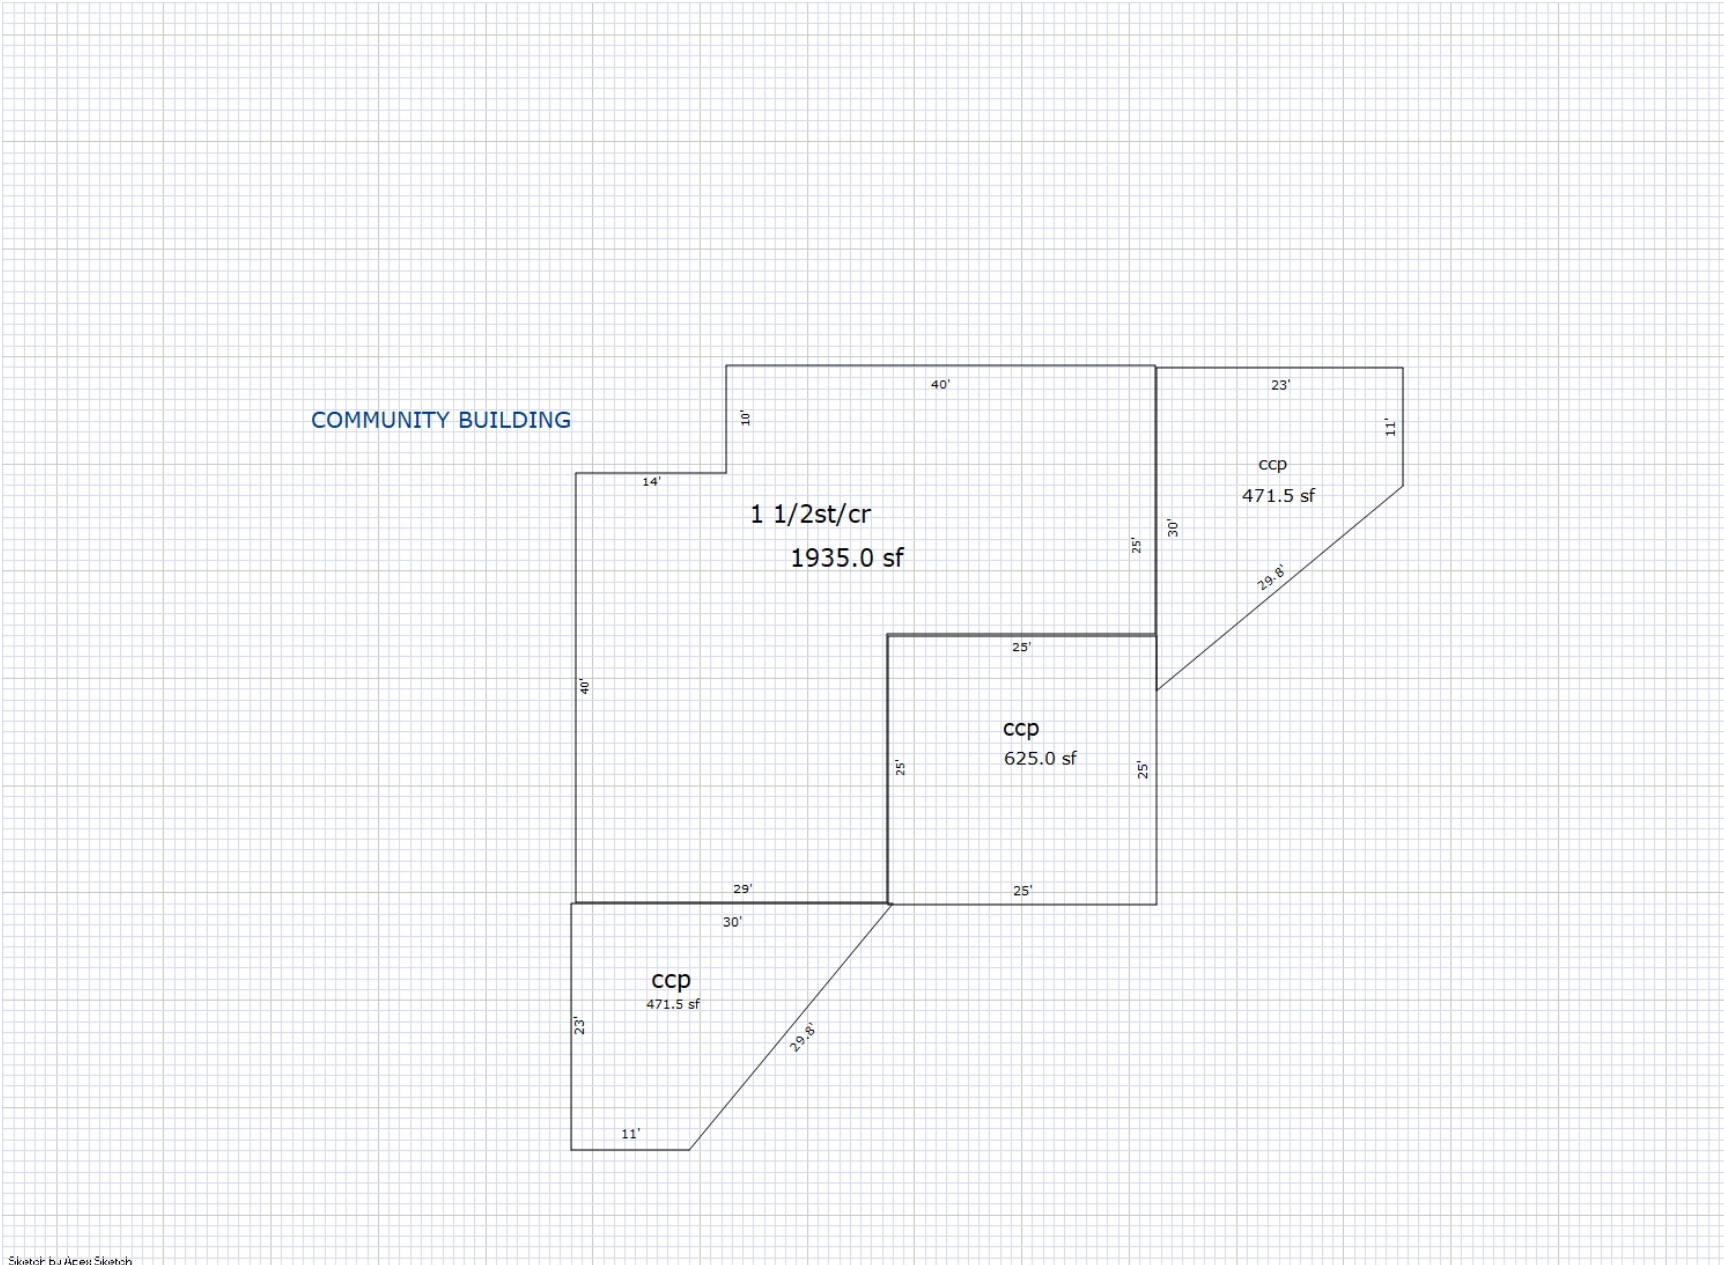 40'
23'
COMMUNITY BUILDING
10'
11'
14'
ccp
471.5 sf
1 1/2st/cr
1935.0 sf
25'
30'
29.8'
25'
40'
ccp
625.0 sf
25'
25'
29'
25'
30'
ccp
471.5 sf
23'
29.8'
11'
Sketch by Apex Sketch